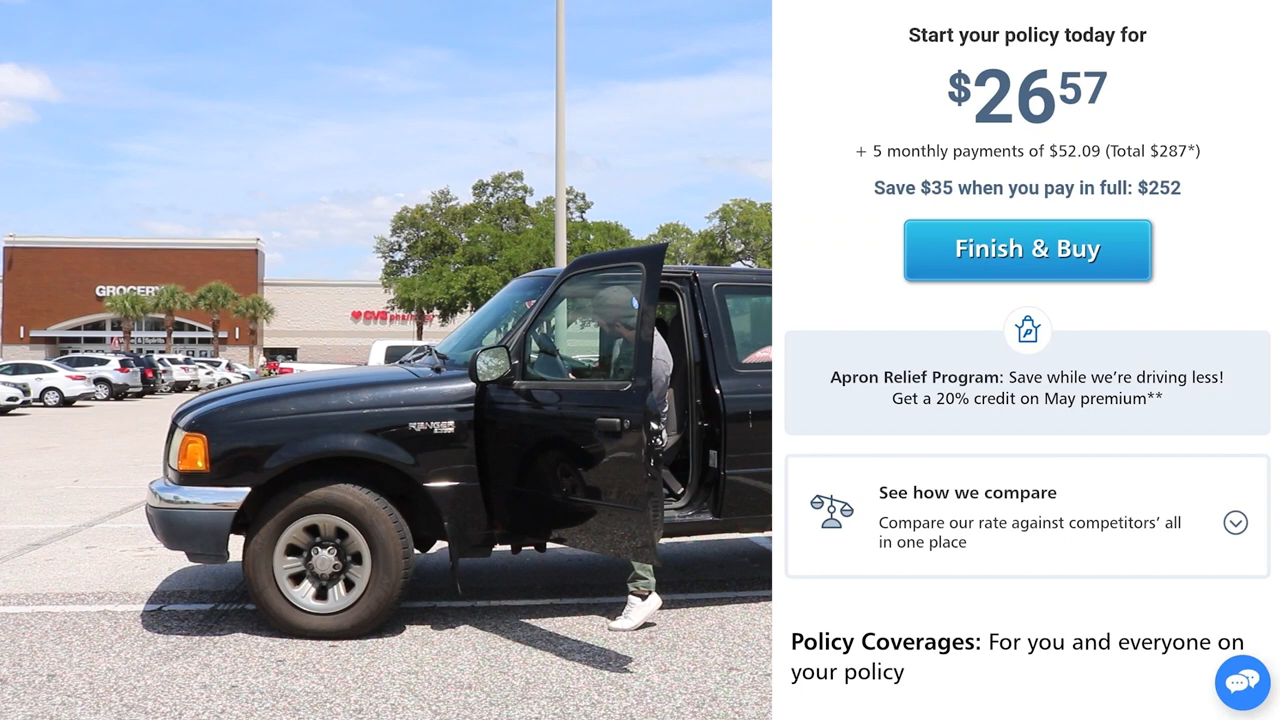 GROCERY
CVS pharmacy
Wine & Spirits
RANGER
Start your policy today for
$2657
+ 5 monthly payments of $52.09 (Total $287*)
Save $35 when you pay in full: $252
Finish & Buy
Apron Relief Program: Save while we're driving less!
Get a 20% credit on May premium**
See how we compare
Compare our rate against competitors' all
in one place
Policy Coverages: For you and everyone on
your policy